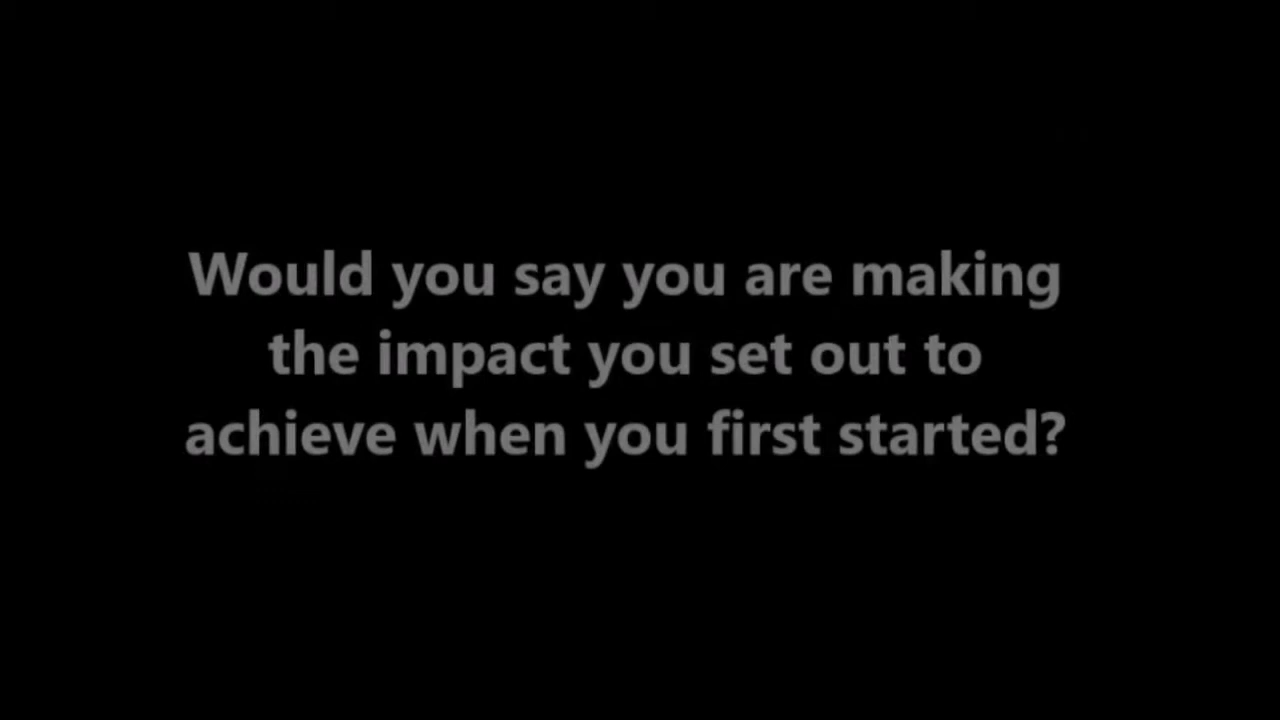 Would you say you are making
the impact you set out to
achieve when you first started?